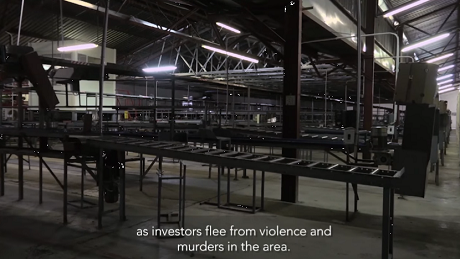 as investors flee from violence and
murders in the area.